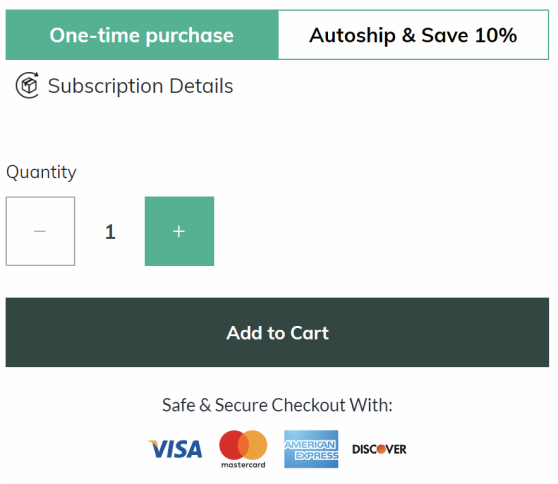 One-time purchase
Autoship & Save 10%
Subscription Details
Quantity
− 1 +
Add to Cart
Safe & Secure Checkout With:
VISA
mastercard
AMERICAN
EXPRESS
DISCOVER